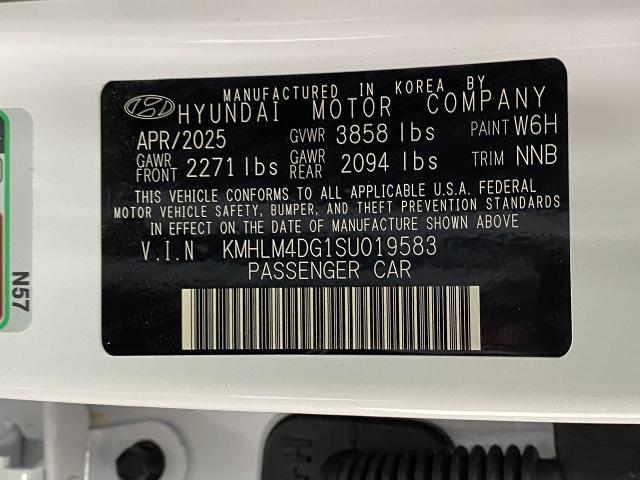 MANUFACTURED IN KOREA BY
HYUNDAI MOTOR COMPANY
APR/2025 GVWR 3858 lbs PAINT W6H
GAWR FRONT 2271 lbs GAWR REAR 2094 lbs TRIM NNB
THIS VEHICLE CONFORMS TO ALL APPLICABLE U.S.A. FEDERAL
MOTOR VEHICLE SAFETY, BUMPER, AND THEFT PREVENTION STANDARDS
IN EFFECT ON THE DATE OF MANUFACTURE SHOWN ABOVE.
V.I.N KMHLM4DG1SU019583
PASSENGER CAR
N57